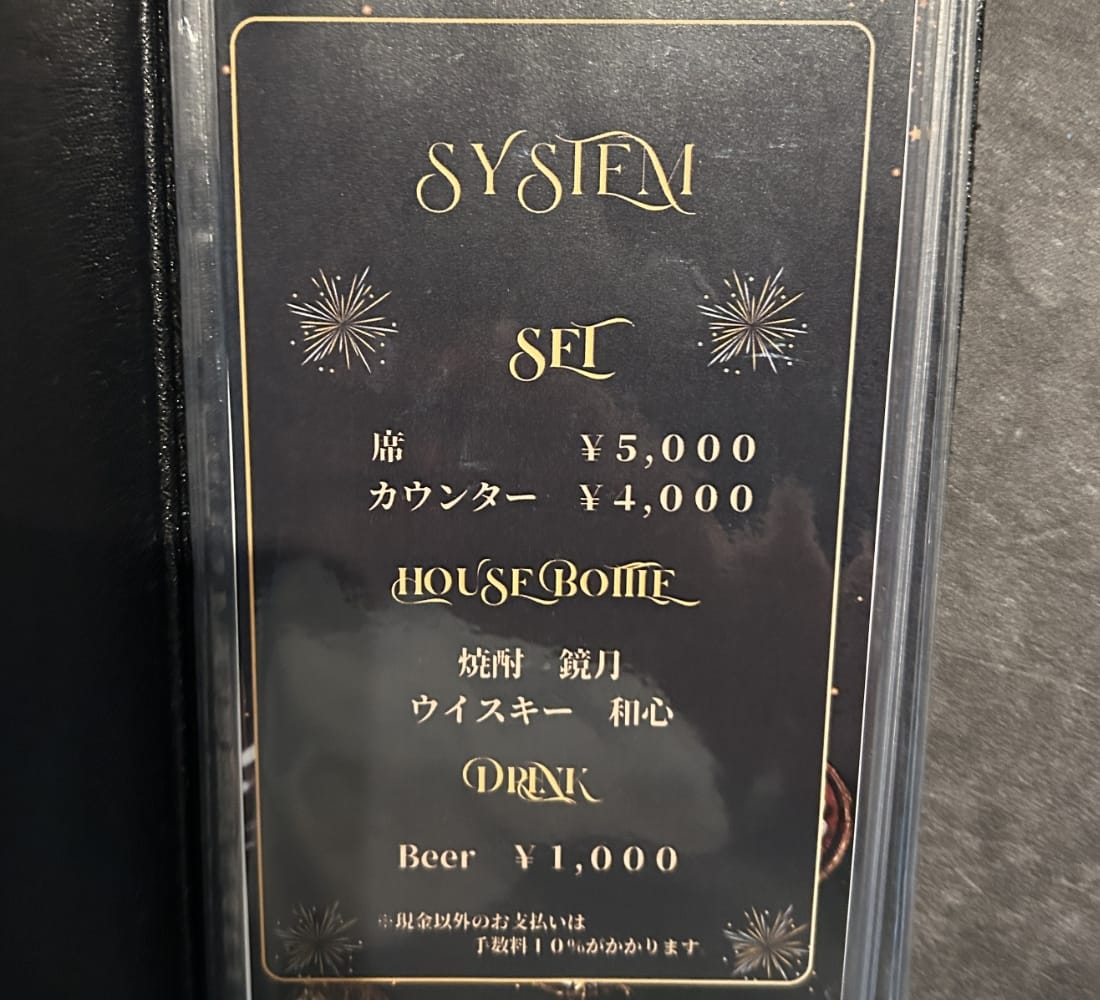 SYSTEM
SET
席 ¥5,000
カウンター ¥4,000
HOUSE BOTTLE
焼酎 鏡月
ウイスキー 和心
DRINK
Beer ¥1,000
※現金以外のお支払いは
手数料10%がかかります